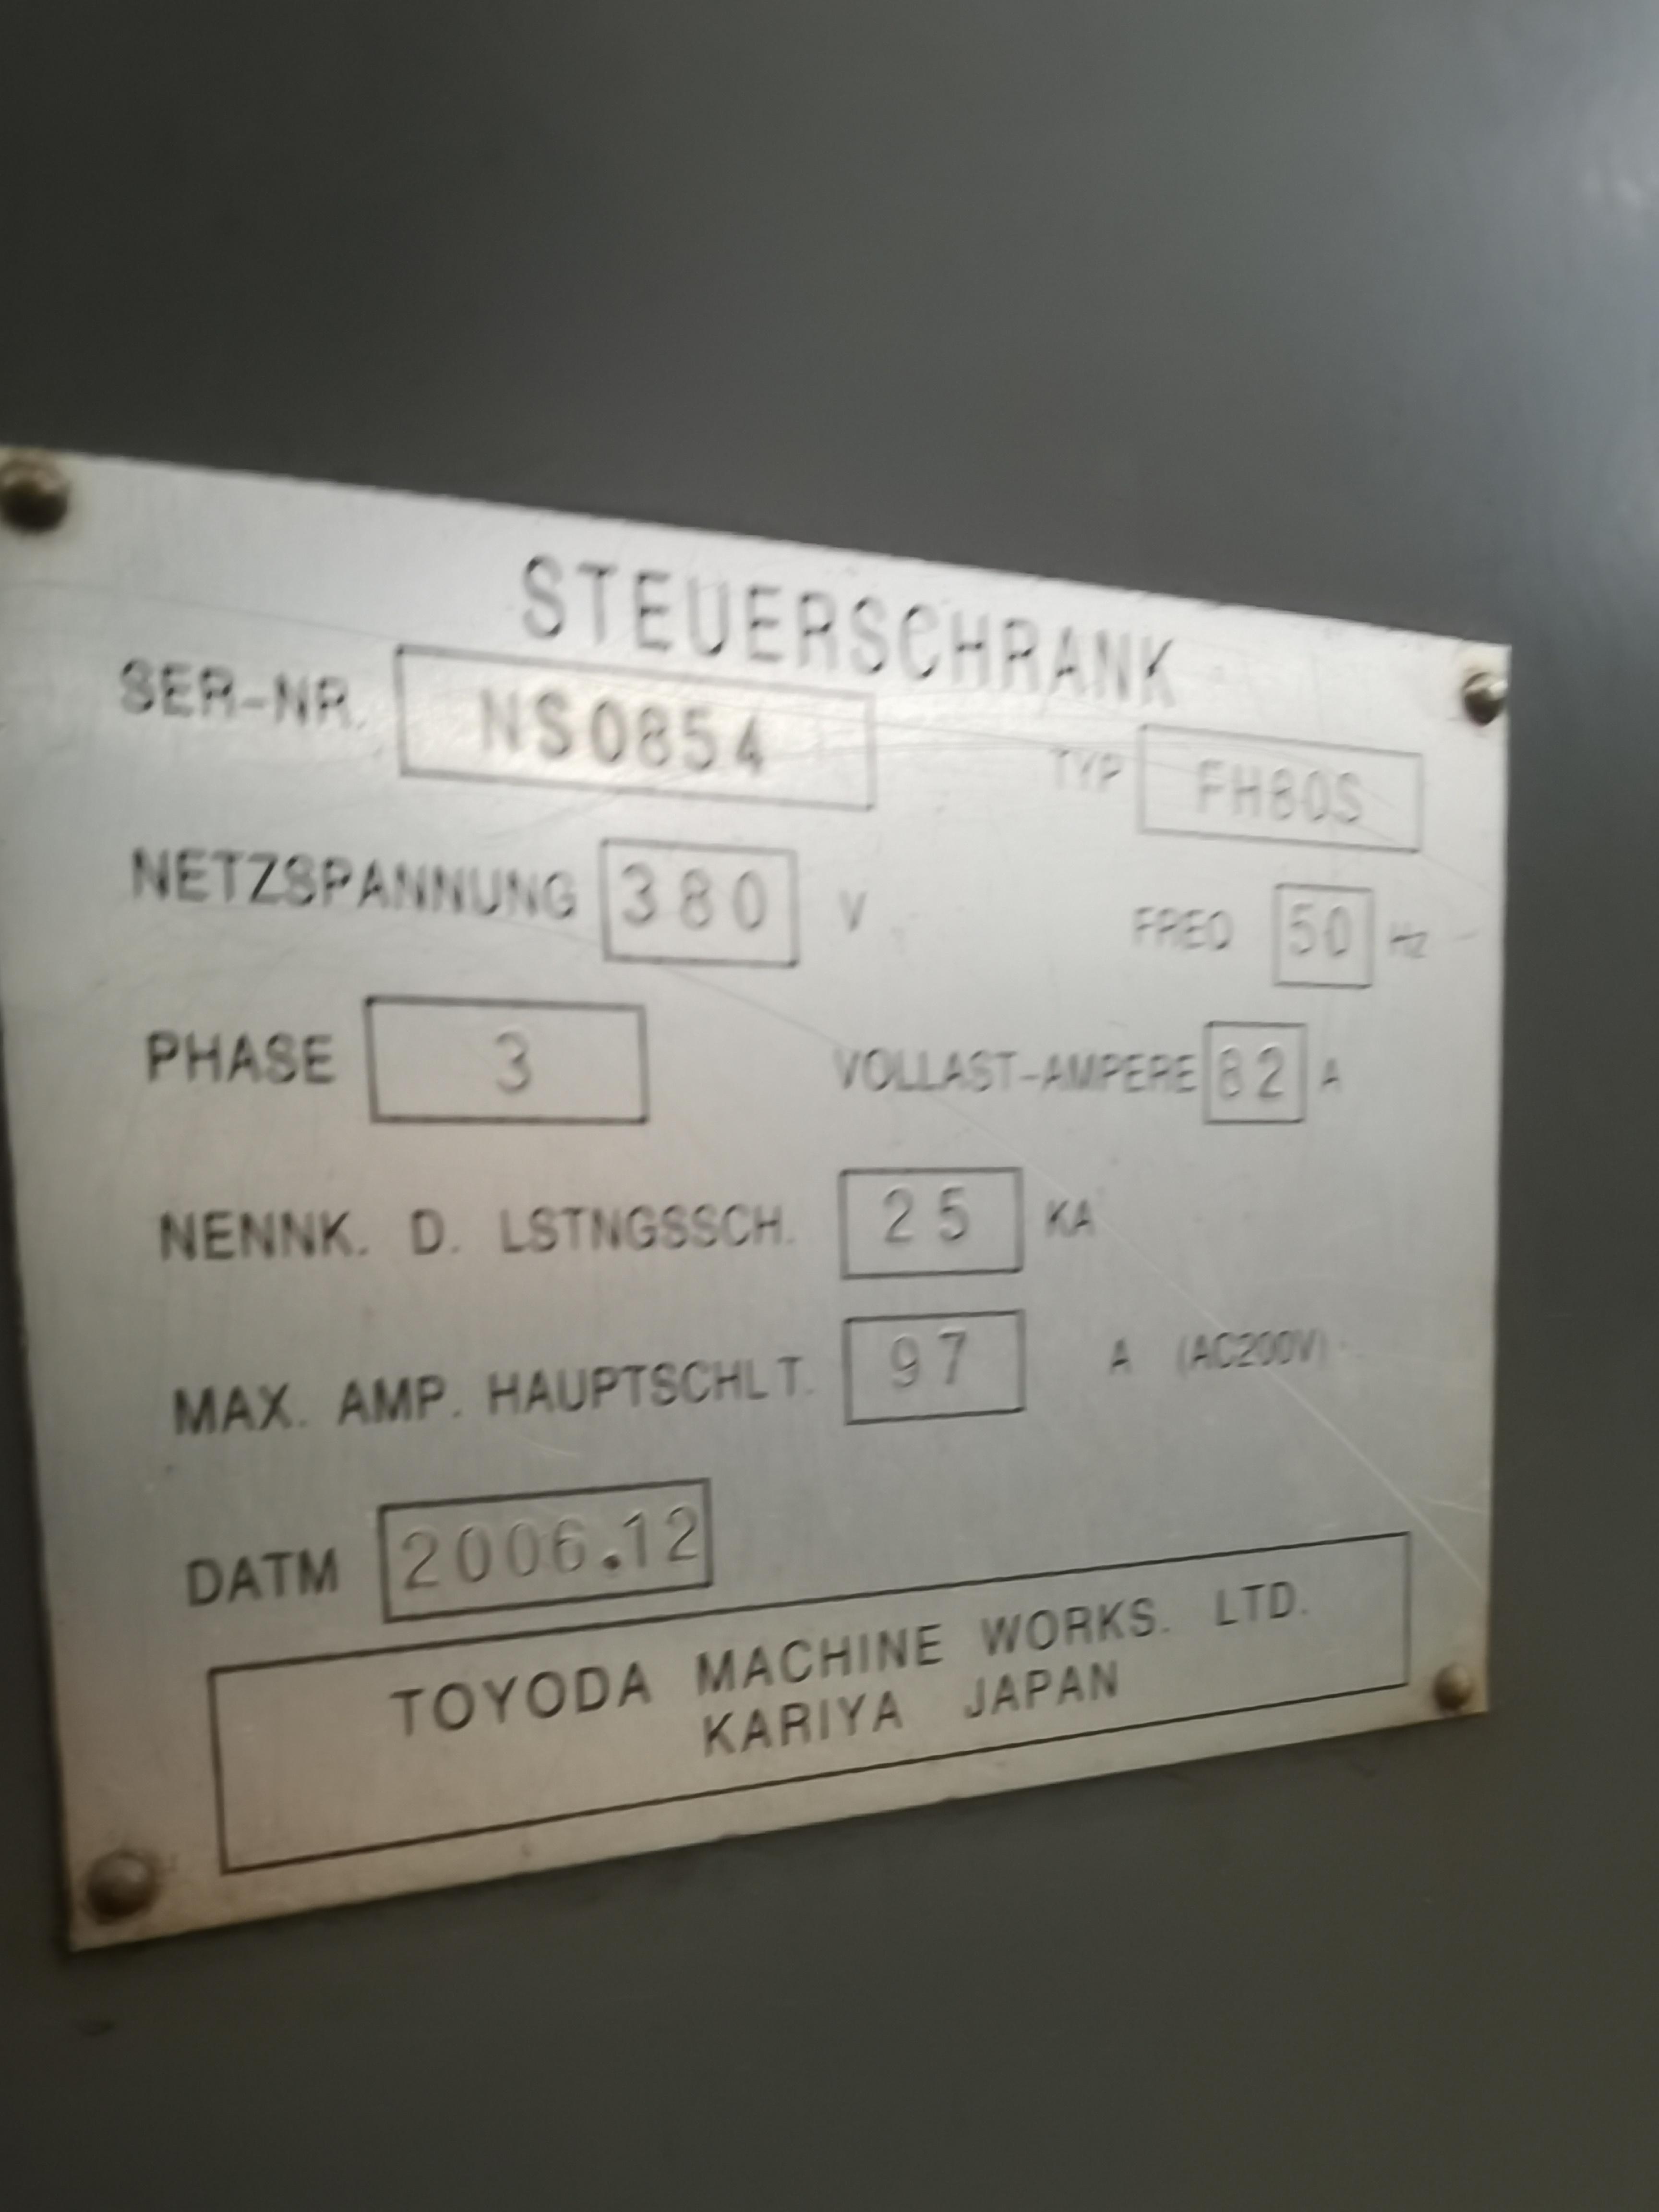 STEUERSCHRANK
SER-NR. NS0854 TYP FH80S
NETZSPANNUNG 380 V FREQ 50 Hz
PHASE 3 VOLLAST-AMPERE 82 A
NENNK. D. LSTNGSSCH. 25 KA
MAX. AMP. HAUPTSCHLT. 97 A (AC200V)
DATM 2006.12
TOYODA MACHINE WORKS. LTD.
KARIYA JAPAN